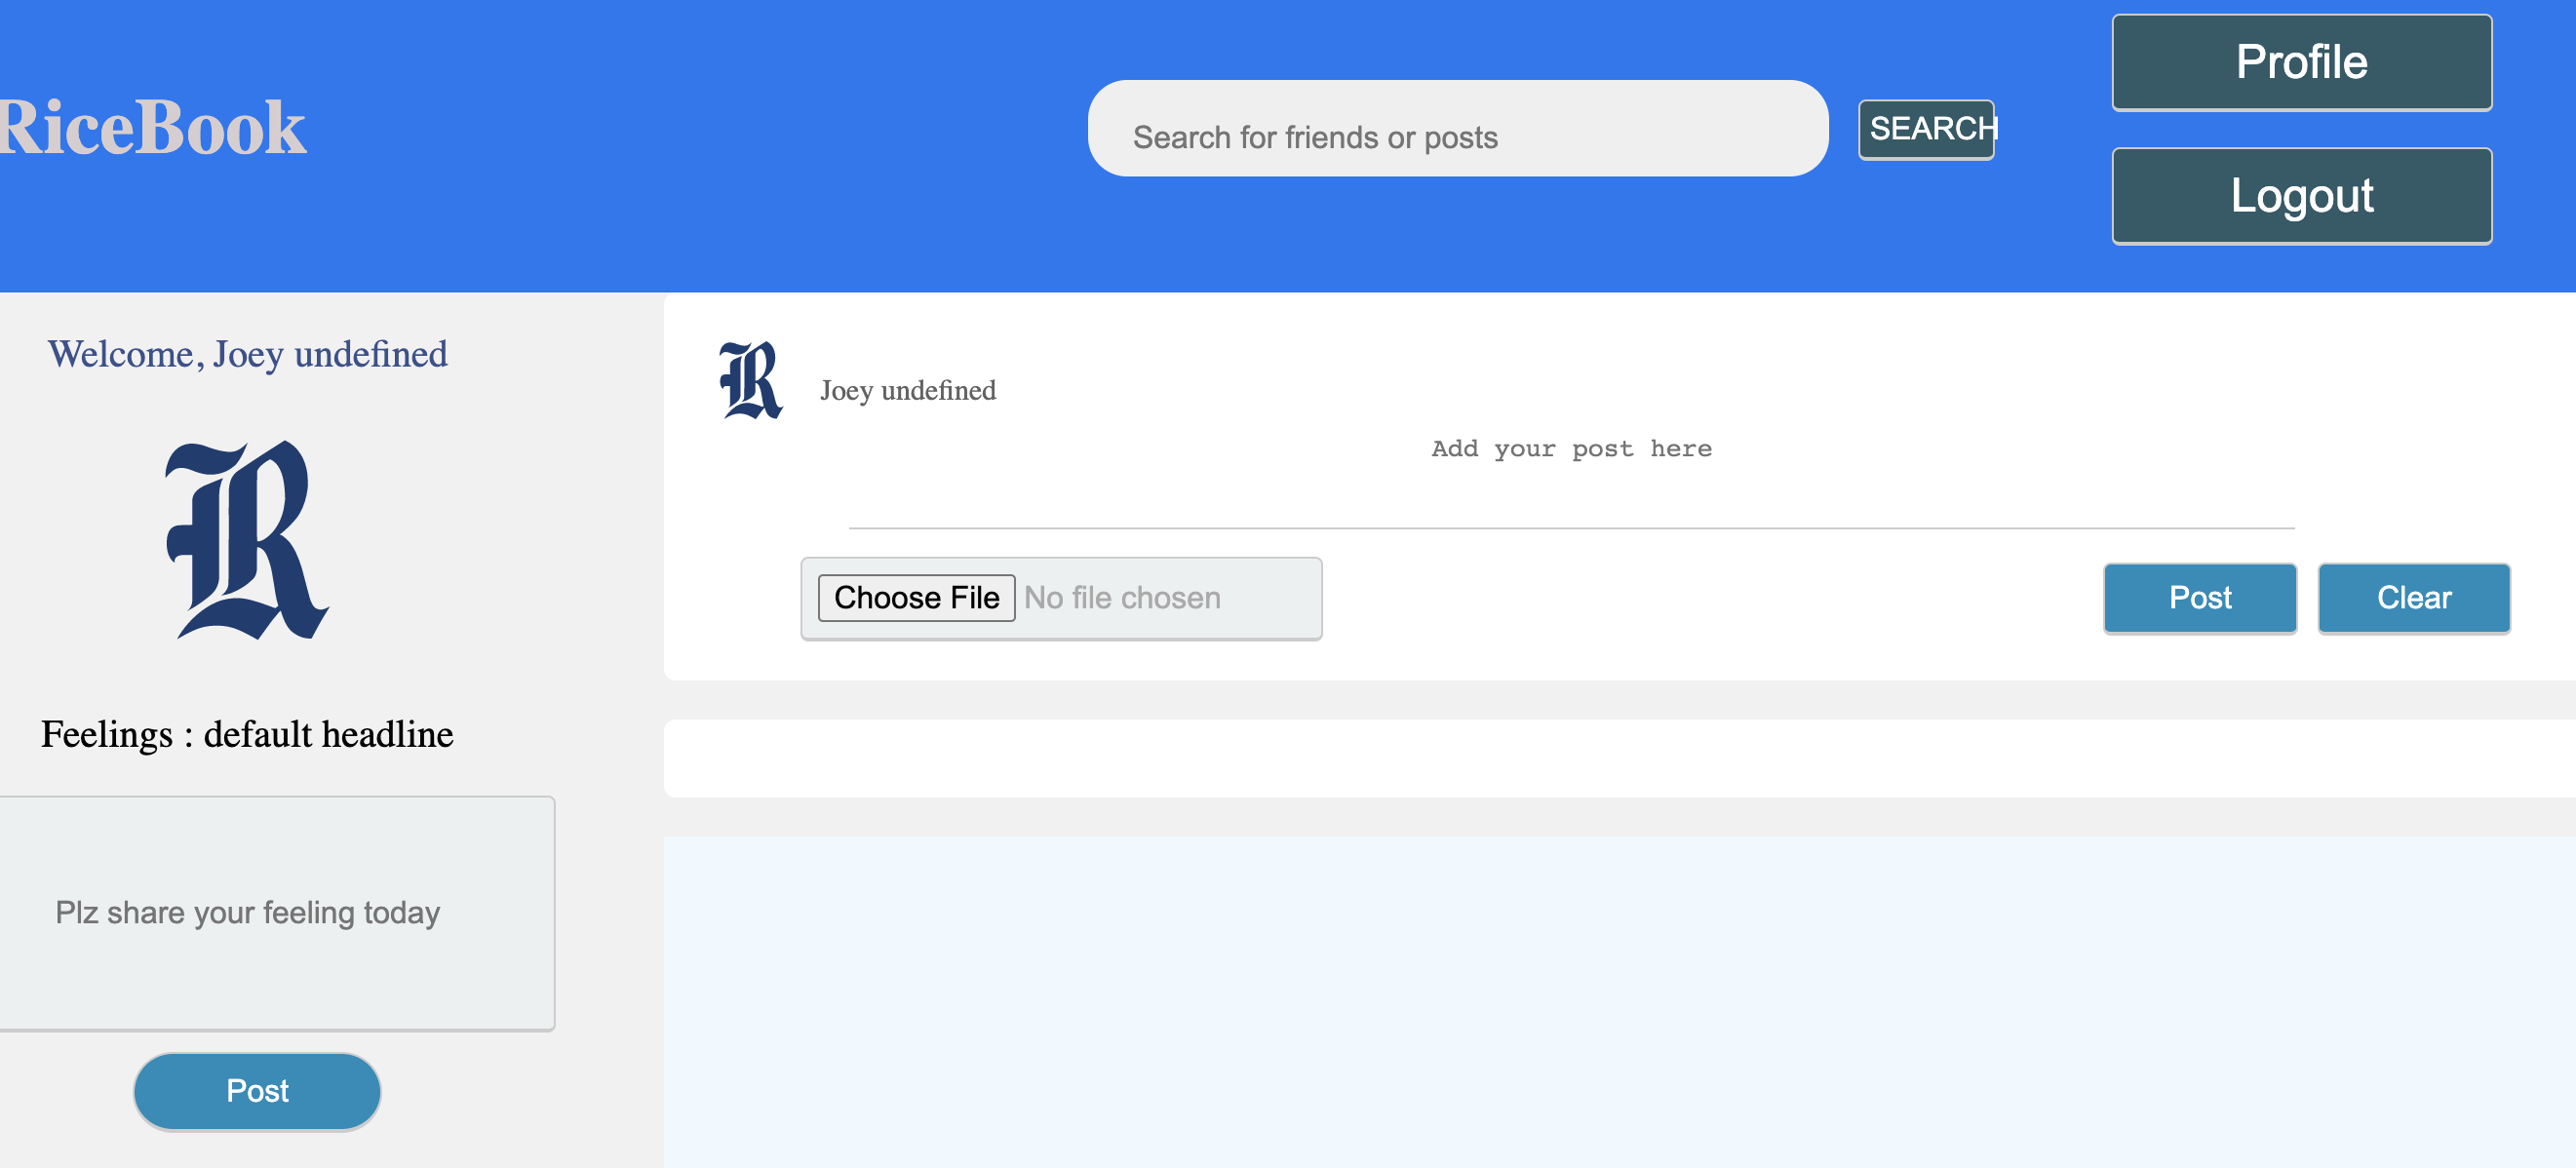 RiceBook
Search for friends or posts
SEARCH
Profile
Logout
Welcome, Joey undefined
R
Feelings : default headline
Plz share your feeling today
Post
R
Joey undefined
Add your post here
Choose File No file chosen
Post
Clear